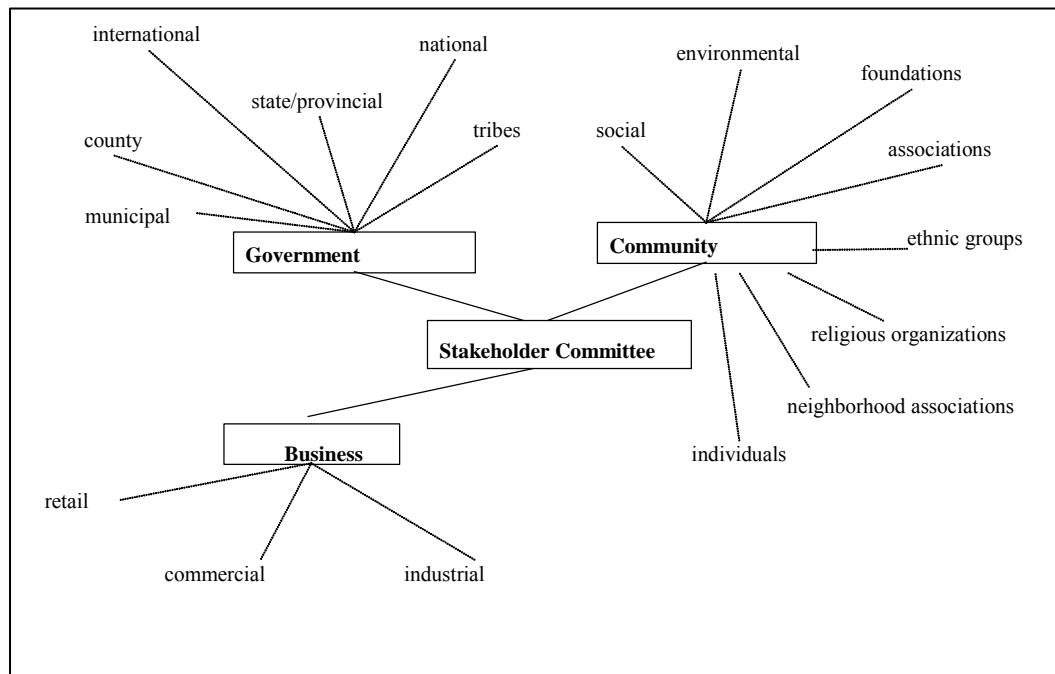 international
national
environmental
foundations
state/provincial
social
tribes
county
associations
municipal
Government
Community
ethnic groups
Stakeholder Committee
religious organizations
neighborhood associations
Business
individuals
retail
commercial
industrial